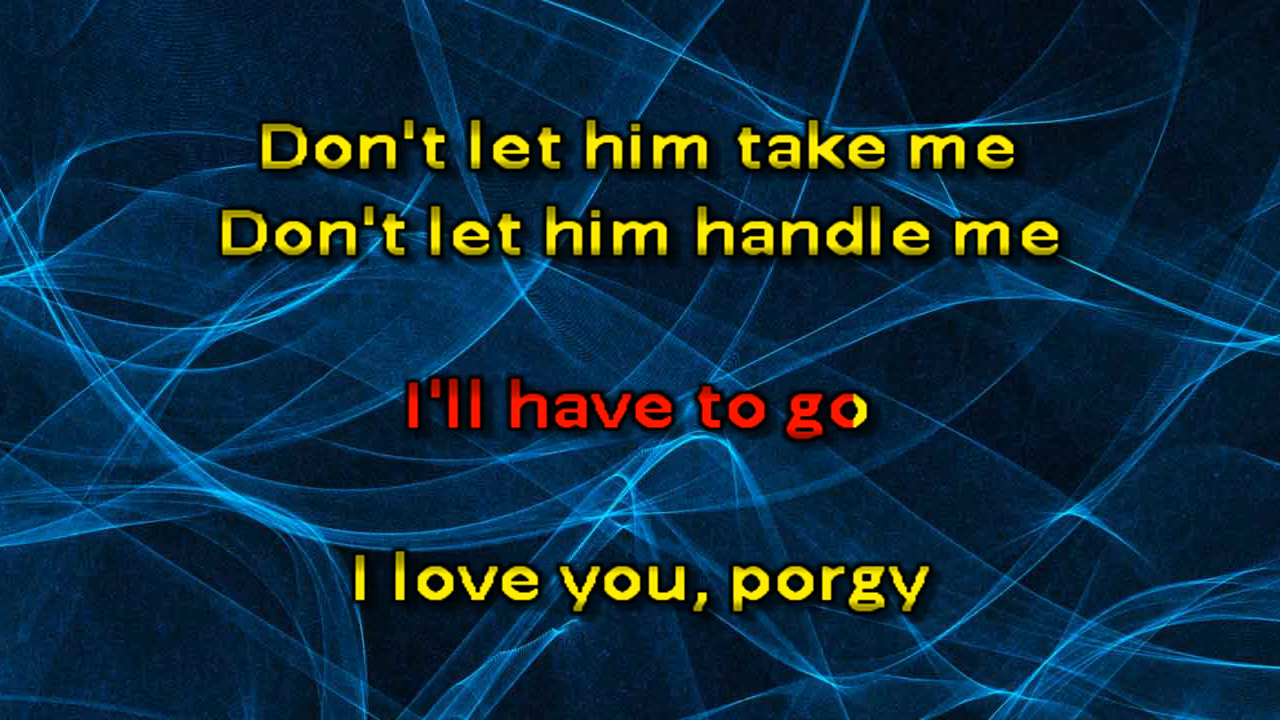 Don't let him take me
Don't let him handle me
I'll have to go
I love you, porgy